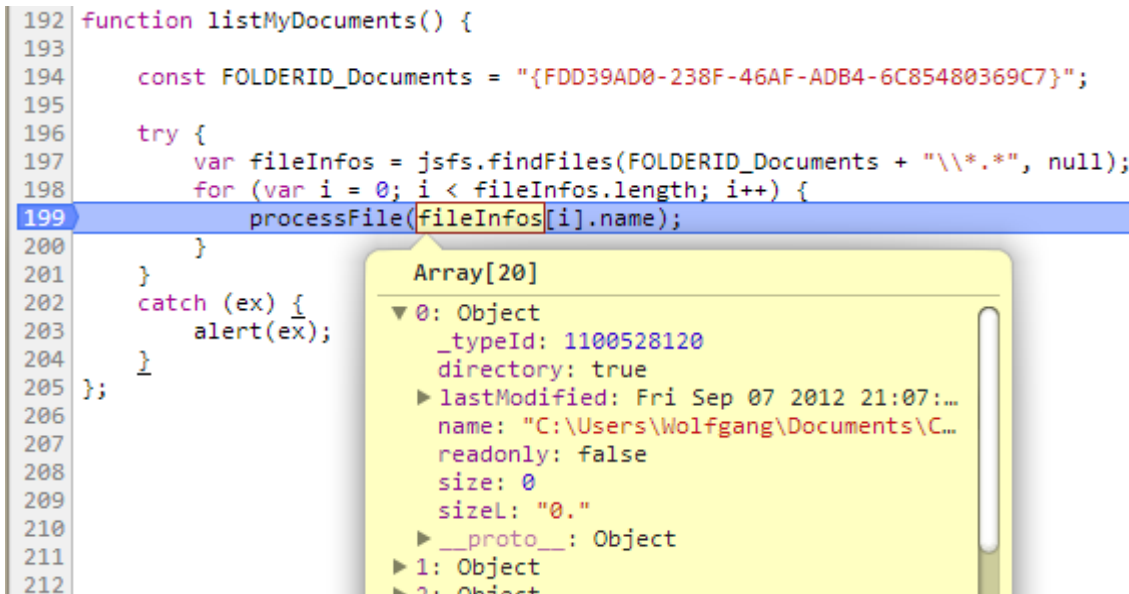 192 function listMyDocuments() {
193
194 const FOLDERID_Documents = "{FDD39AD0-238F-46AF-ADB4-6C85480369C7}";
195
196 try {
197 var fileInfos = jsfs.findFiles(FOLDERID_Documents + "\\*.*", null);
198 for (var i = 0; i < fileInfos.length; i++) {
199 processFile(fileInfos[i].name);
200 }
201 }
202 catch (ex) {
203 alert(ex);
204 }
205 };
206
207
208
209
210
211
212
Array[20]
▼ 0: Object
_typeId: 1100528120
directory: true
▶ lastModified: Fri Sep 07 2012 21:07:…
name: "C:\Users\Wolfgang\Documents\C…
readonly: false
size: 0
sizeL: "0."
▶ __proto__: Object
▶ 1: Object
▶ 2: Object